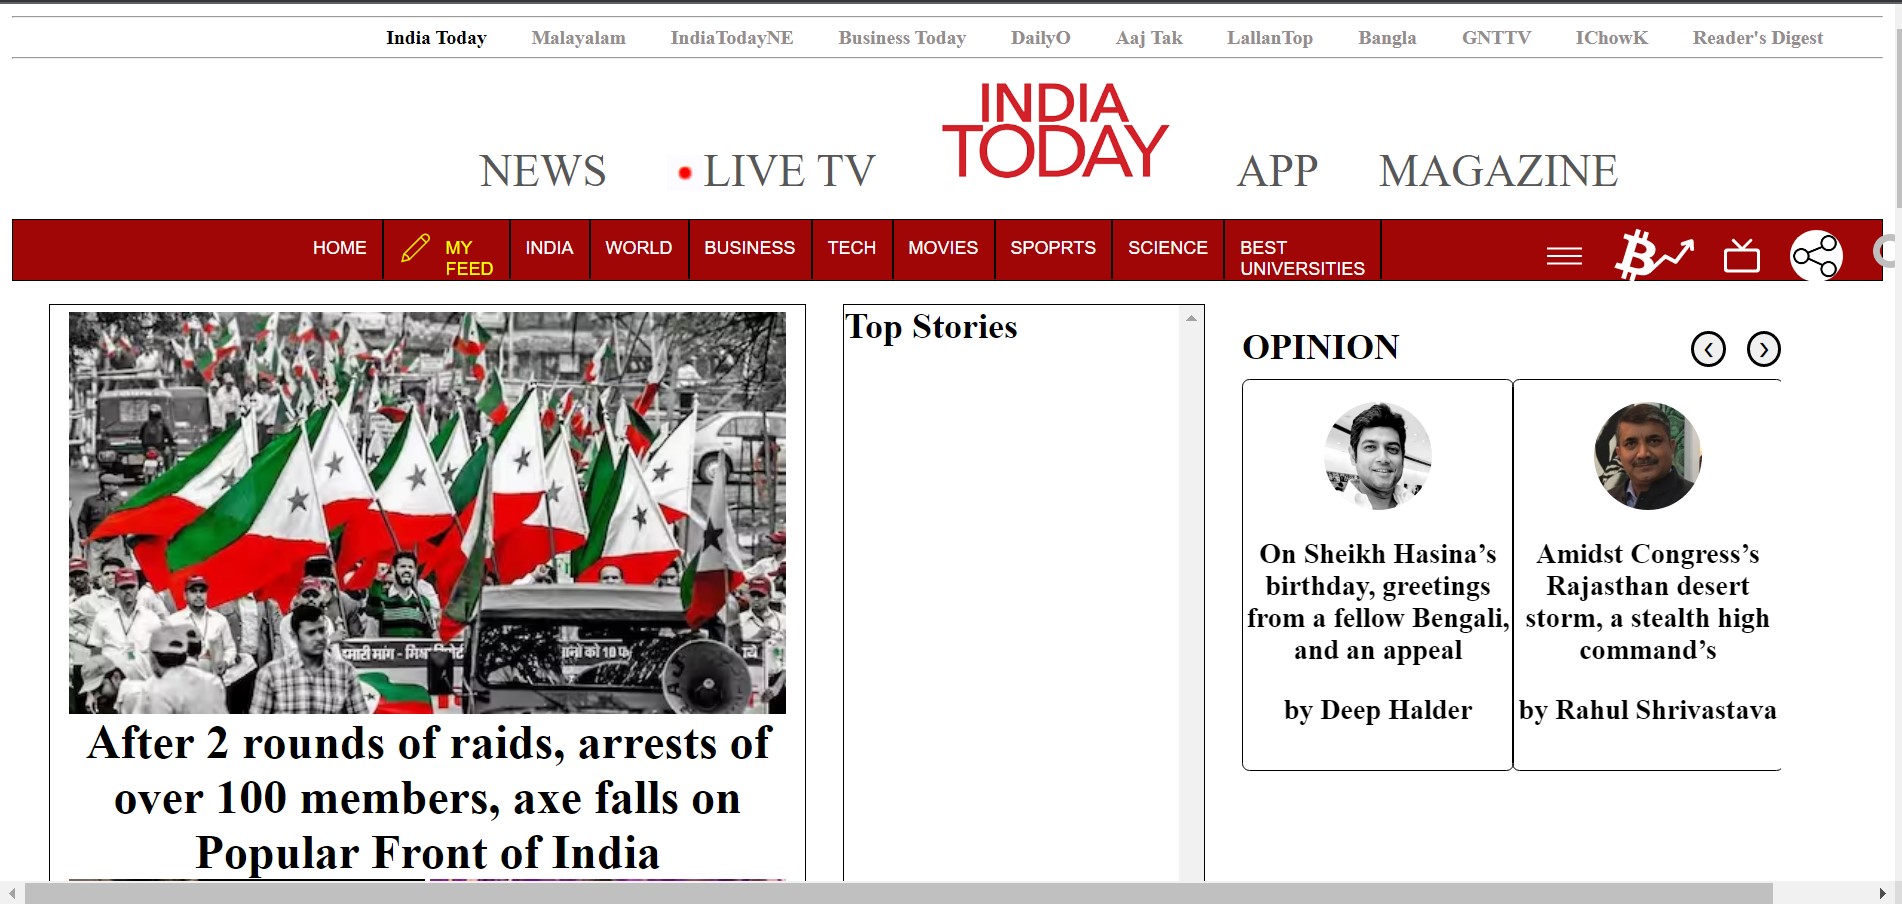 India Today Malayalam IndiaTodayNE Business Today DailyO Aaj Tak LallanTop Bangla GNTTV IChowK Reader's Digest
INDIA
TODAY
NEWS LIVE TV APP MAGAZINE
HOME MY FEED INDIA WORLD BUSINESS TECH MOVIES SPOPRTS SCIENCE BEST UNIVERSITIES
हमारी मांग -
After 2 rounds of raids, arrests of
over 100 members, axe falls on
Popular Front of India
Top Stories
OPINION
On Sheikh Hasina’s
birthday, greetings
from a fellow Bengali,
and an appeal
by Deep Halder
Amidst Congress’s
Rajasthan desert
storm, a stealth high
command’s
by Rahul Shrivastava